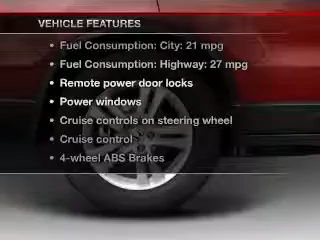 VEHICLE FEATURES
• Fuel Consumption: City: 21 mpg
• Fuel Consumption: Highway: 27 mpg
• Remote power door locks
• Power windows
• Cruise controls on steering wheel
• Cruise control
• 4-wheel ABS Brakes